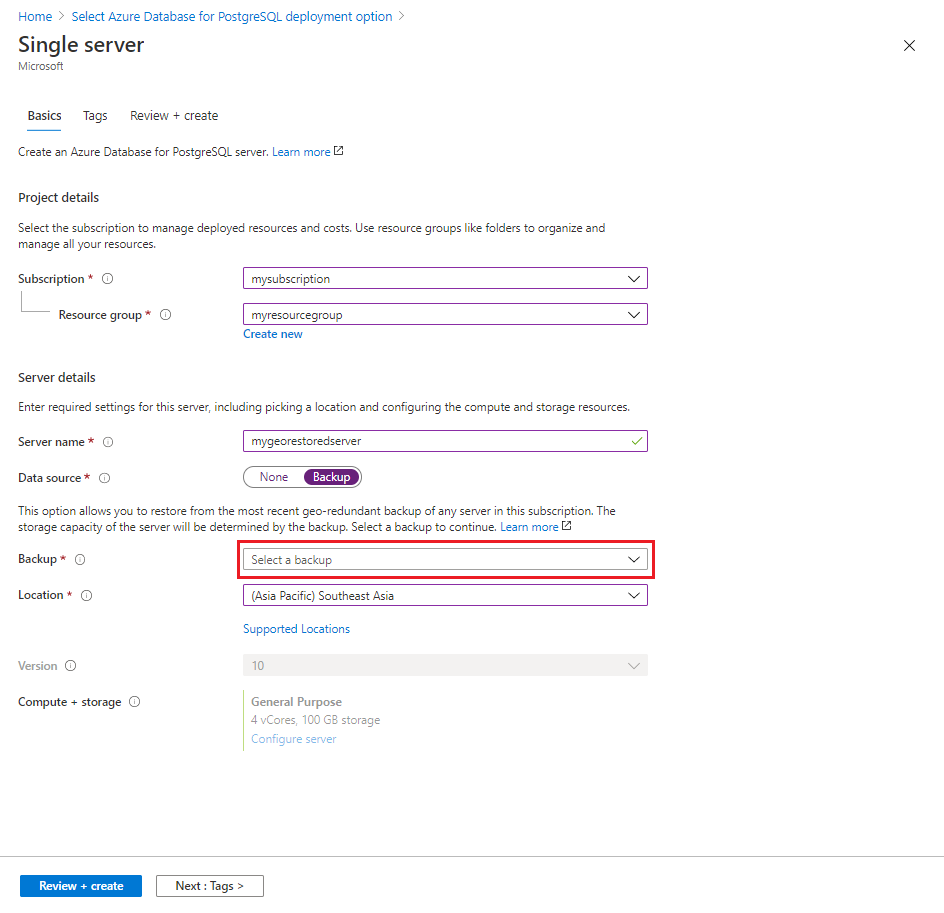 Home > Select Azure Database for PostgreSQL deployment option >
Single server
Microsoft
Basics Tags Review + create
Create an Azure Database for PostgreSQL server. Learn more
Project details
Select the subscription to manage deployed resources and costs. Use resource groups like folders to organize and
manage all your resources.
Subscription * mysubscription
Resource group * myresourcegroup
Create new
Server details
Enter required settings for this server, including picking a location and configuring the compute and storage resources.
Server name * mygeorestoredserver
Data source * None Backup
This option allows you to restore from the most recent geo-redundant backup of any server in this subscription. The
storage capacity of the server will be determined by the backup. Select a backup to continue. Learn more
Backup * Select a backup
Location * (Asia Pacific) Southeast Asia
Supported Locations
Version 10
Compute + storage General Purpose
4 vCores, 100 GB storage
Configure server
Review + create Next : Tags >